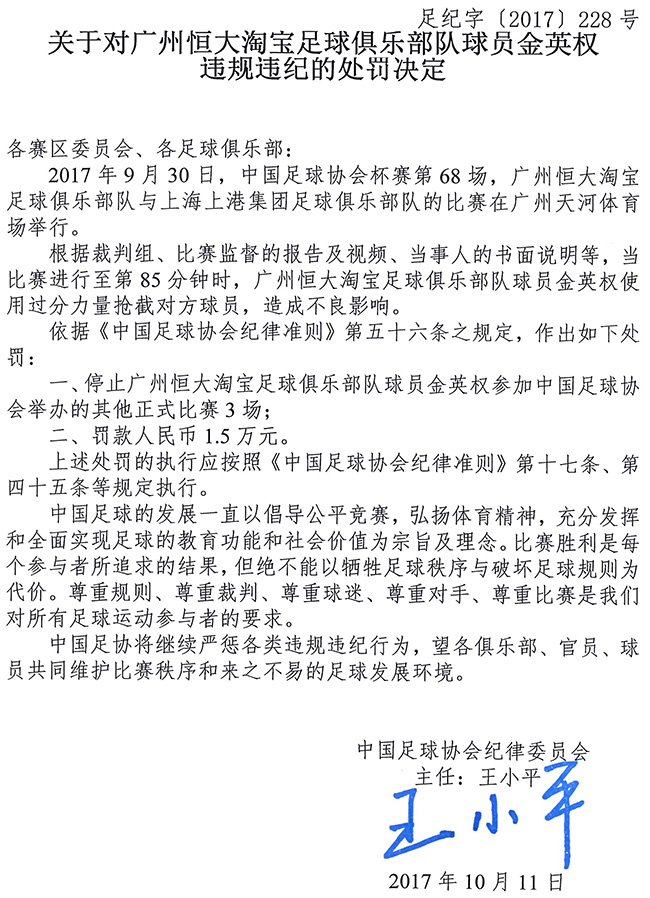 足纪字〔2017〕228 号
关于对广州恒大淘宝足球俱乐部队球员金英权
违规违纪的处罚决定
各赛区委员会、各足球俱乐部：
2017 年 9 月 30 日，中国足球协会杯赛第 68 场，广州恒大淘宝
足球俱乐部队与上海上港集团足球俱乐部队的比赛在广州天河体育
场举行。
根据裁判组、比赛监督的报告及视频、当事人的书面说明等，当
比赛进行至第 85 分钟时，广州恒大淘宝足球俱乐部队球员金英权使
用过分力量抢截对方球员，造成不良影响。
依据《中国足球协会纪律准则》第五十六条之规定，作出如下处
罚：
一、停止广州恒大淘宝足球俱乐部队球员金英权参加中国足球协
会举办的其他正式比赛 3 场；
二、罚款人民币 1.5 万元。
上述处罚的执行应按照《中国足球协会纪律准则》第十七条、第
四十五条等规定执行。
中国足球的发展一直以倡导公平竞赛，弘扬体育精神，充分发挥
和全面实现足球的教育功能和社会价值为宗旨及理念。比赛胜利是每
个参与者所追求的结果，但绝不能以牺牲足球秩序与破坏足球规则为
代价。尊重规则、尊重裁判、尊重球迷、尊重对手、尊重比赛是我们
对所有足球运动参与者的要求。
中国足协将继续严惩各类违规违纪行为，望各俱乐部、官员、球
员共同维护比赛秩序和来之不易的足球发展环境。
中国足球协会纪律委员会
主任：王小平
王小平
2017 年 10 月 11 日